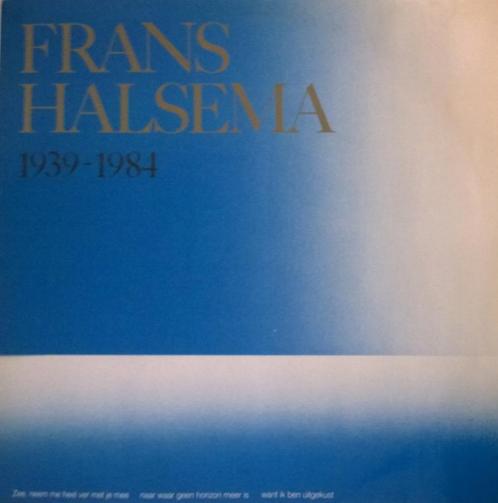 FRANS
HALSEMA
1939-1984
Zee, neem me heel ver met je mee naar waar geen horizon meer is want ik ben uitgekust